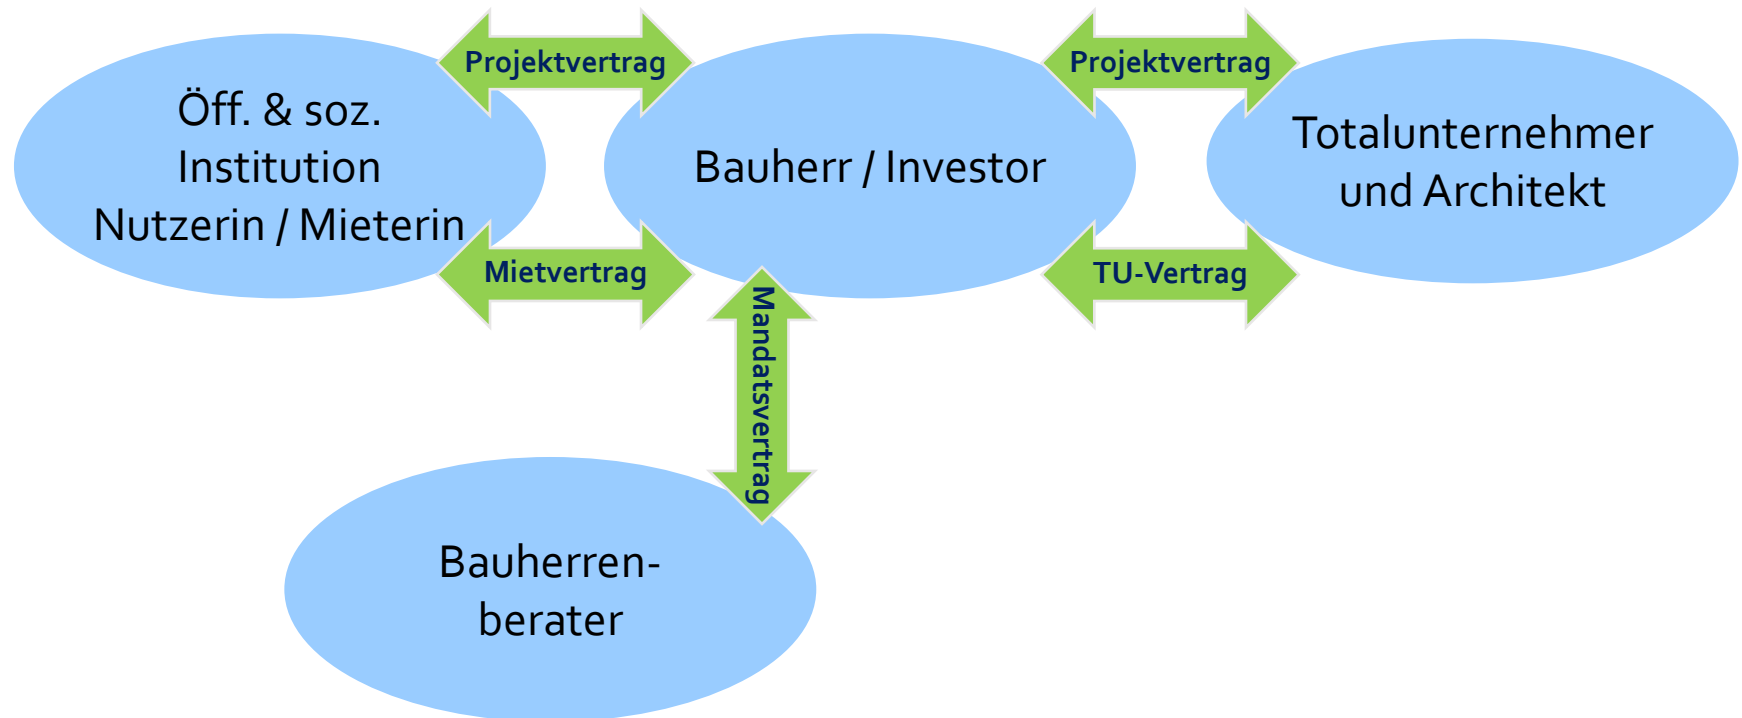 Projektvertrag
Projektvertrag
Öff. & soz.
Institution
Nutzerin / Mieterin
Bauherr / Investor
Totalunternehmer
und Architekt
Mietvertrag
TU-Vertrag
Mandatsvertrag
Bauherren-
berater